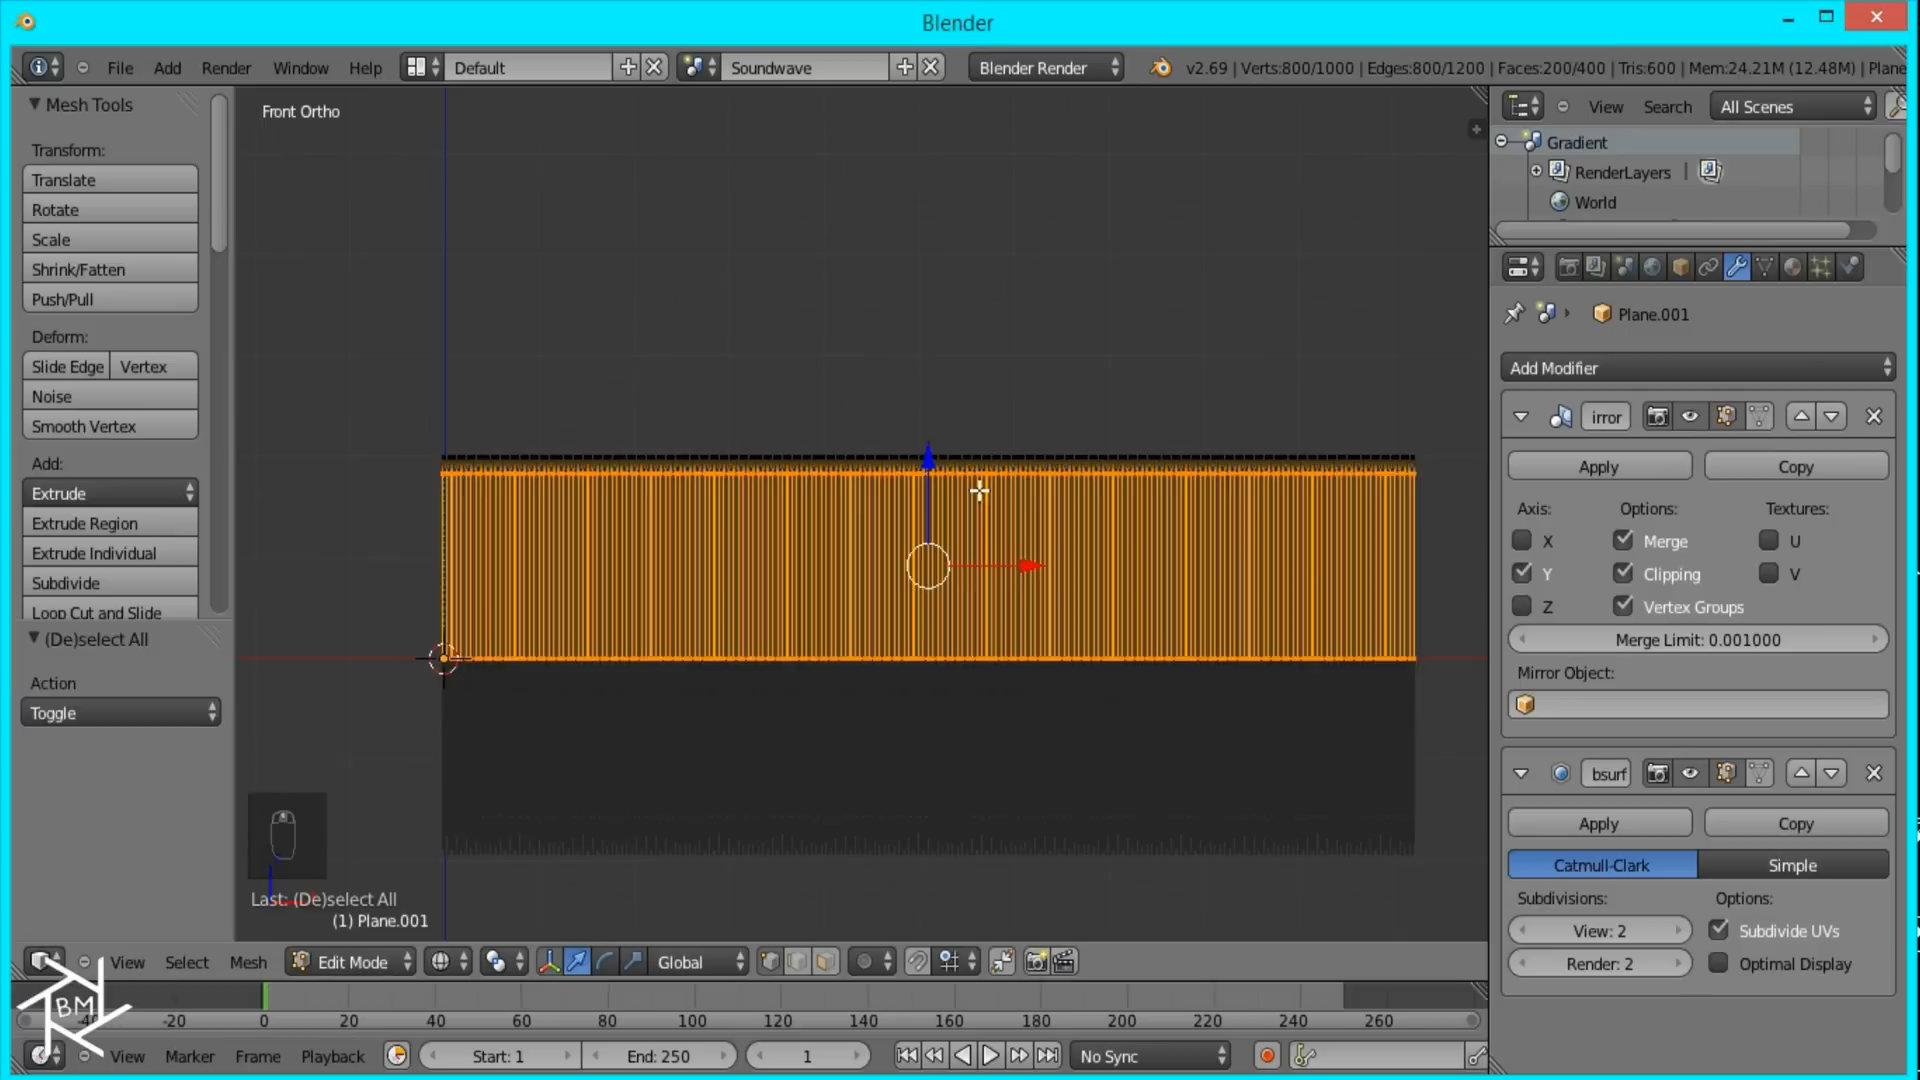 Blender
File Add Render Window Help Default Soundwave Blender Render v2.69 | Verts:800/1000 | Edges:800/1200 | Faces:200/400 | Tris:600 | Mem:24.21M (12.48M) | Plane
Mesh Tools
Transform:
Translate
Rotate
Scale
Shrink/Fatten
Push/Pull
Deform:
Slide Edge Vertex
Noise
Smooth Vertex
Add:
Extrude
Extrude Region
Extrude Individual
Subdivide
Loop Cut and Slide
(De)select All
Action
Toggle
Front Ortho
Last: (De)select All
(1) Plane.001
View Search All Scenes
Gradient
RenderLayers
World
Plane.001
Add Modifier
irror
Apply Copy
Axis: Options: Textures:
X Merge U
Y Clipping V
Z Vertex Groups
Merge Limit: 0.001000
Mirror Object:
bsurf
Apply Copy
Catmull-Clark Simple
Subdivisions: Options:
View: 2 Subdivide UVs
Render: 2 Optimal Display
View Select Mesh Edit Mode Global
BM
-40 -20 0 20 40 60 80 100 120 140 160 180 200 220 240 260
View Marker Frame Playback Start: 1 End: 250 1 No Sync